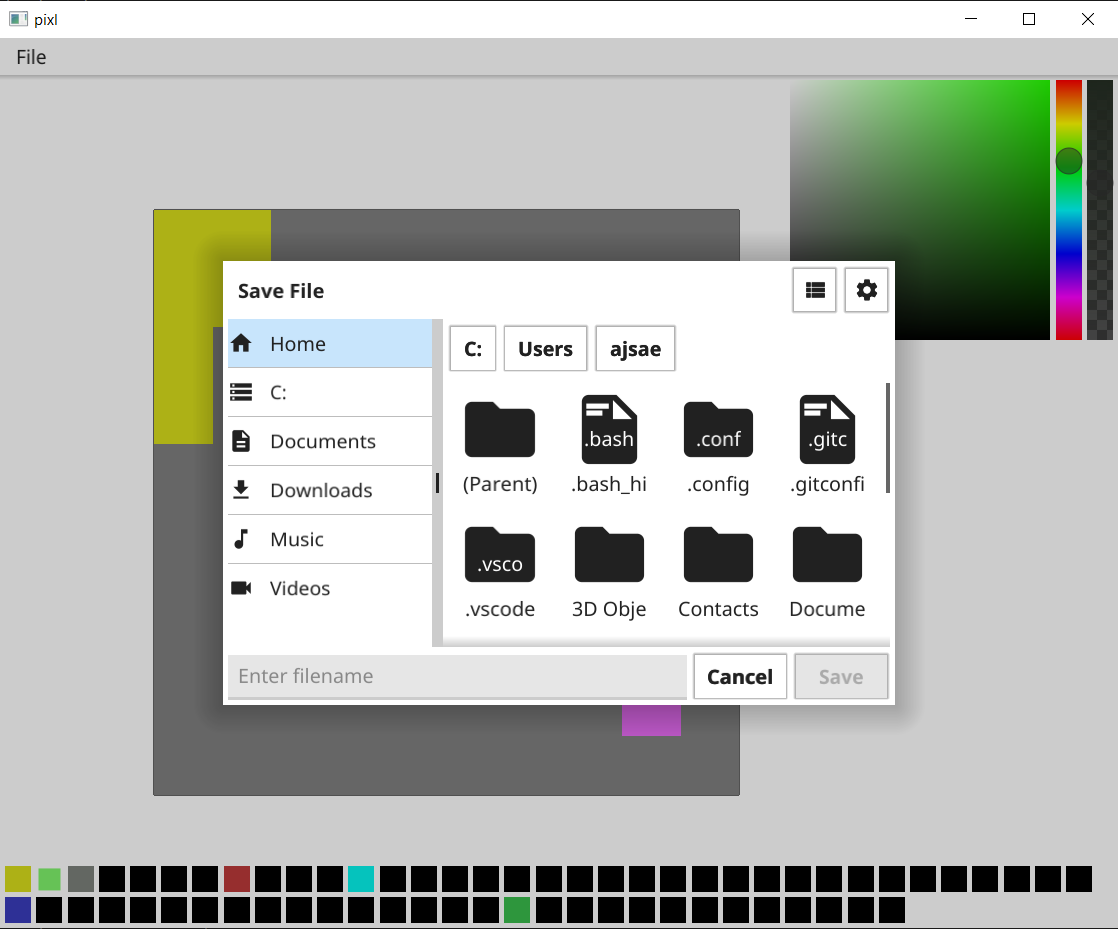 pixl
File
Save File
Home
C:
Documents
Downloads
Music
Videos
C: Users ajsae
.bash .conf .gitc
(Parent) .bash_hi .config .gitconfi
.vsco
.vscode 3D Obje Contacts Docume
Enter filename Cancel Save